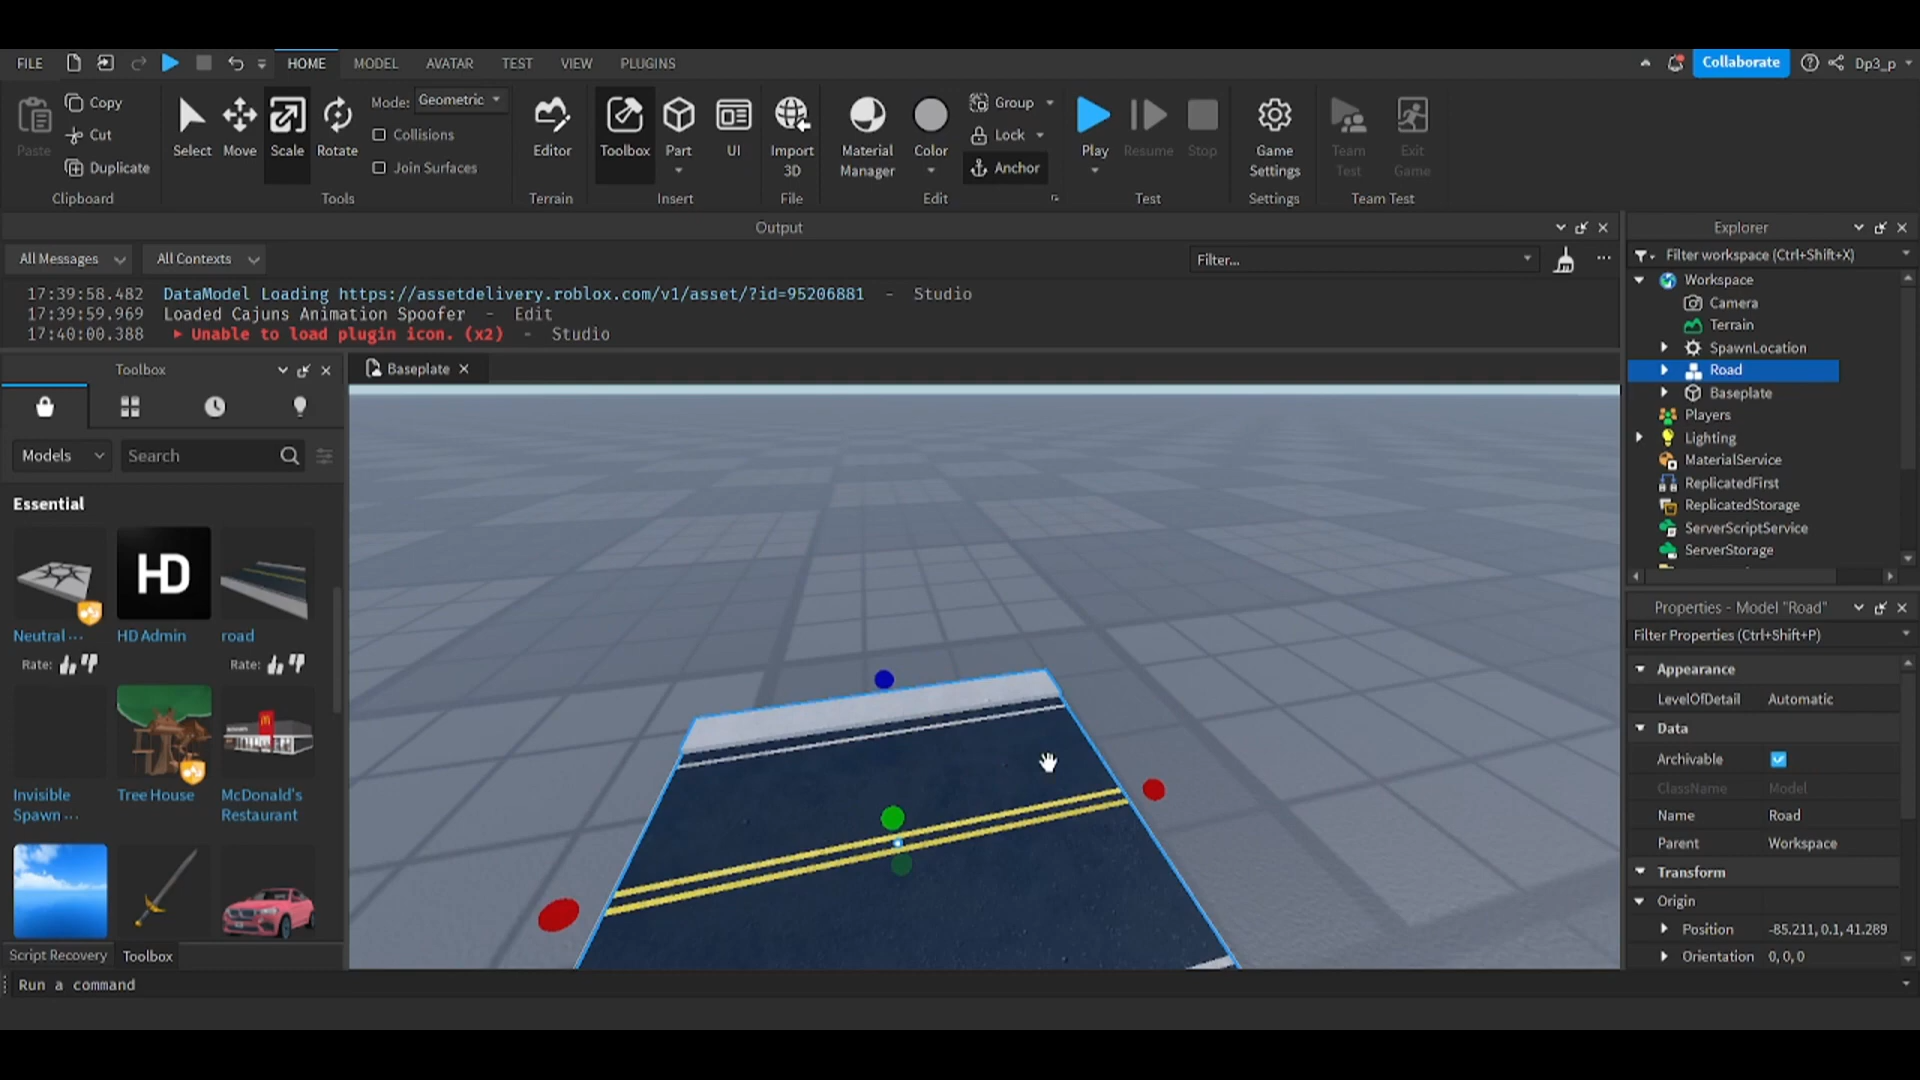 FILE HOME MODEL AVATAR TEST VIEW PLUGINS Collaborate Dp3_p
Paste Copy Cut Duplicate Clipboard
Select Move Scale Rotate Mode: Geometric Collisions Join Surfaces Tools
Editor Terrain
Toolbox Part UI Insert
Import 3D File
Material Manager Color Group Lock Anchor Edit
Play Resume Stop Test
Game Settings Settings
Team Test Exit Game Team Test
Output
All Messages All Contexts Filter...
17:39:58.482 DataModel Loading https://assetdelivery.roblox.com/v1/asset/?id=95206881 - Studio
17:39:59.969 Loaded Cajuns Animation Spoofer - Edit
17:40:00.388 Unable to load plugin icon. (x2) - Studio
Toolbox
Models Search
Essential
Neutral ... HD HD Admin road
Rate: Rate:
Invisible Spawn ... Tree House McDonald's Restaurant
Script Recovery Toolbox
Baseplate
Explorer
Filter workspace (Ctrl+Shift+X)
Workspace
Camera
Terrain
SpawnLocation
Road
Baseplate
Players
Lighting
MaterialService
ReplicatedFirst
ReplicatedStorage
ServerScriptService
ServerStorage
Properties - Model "Road"
Filter Properties (Ctrl+Shift+P)
Appearance
LevelOfDetail Automatic
Data
Archivable
ClassName Model
Name Road
Parent Workspace
Transform
Origin
Position -85.211, 0.1, 41.289
Orientation 0, 0, 0
Run a command